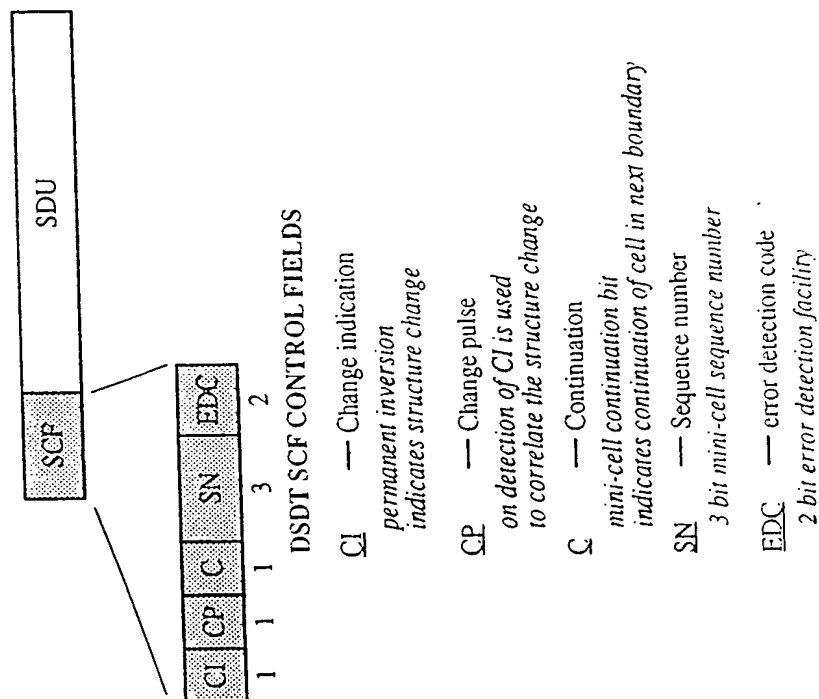 SCF SDU
CI CP C SN EDC
1 1 1 3 2
DSDT SCF CONTROL FIELDS
CI — Change indication
permanent inversion
indicates structure change
CP — Change pulse
on detection of CI is used
to correlate the structure change
C — Continuation
mini-cell continuation bit
indicates continuation of cell in next boundary
SN — Sequence number
3 bit mini-cell sequence number
EDC — error detection code
2 bit error detection facility